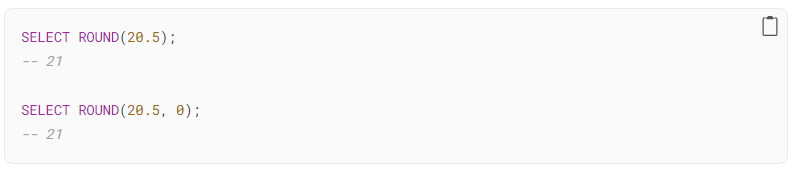 SELECT ROUND(20.5);
-- 21
SELECT ROUND(20.5, 0);
-- 21